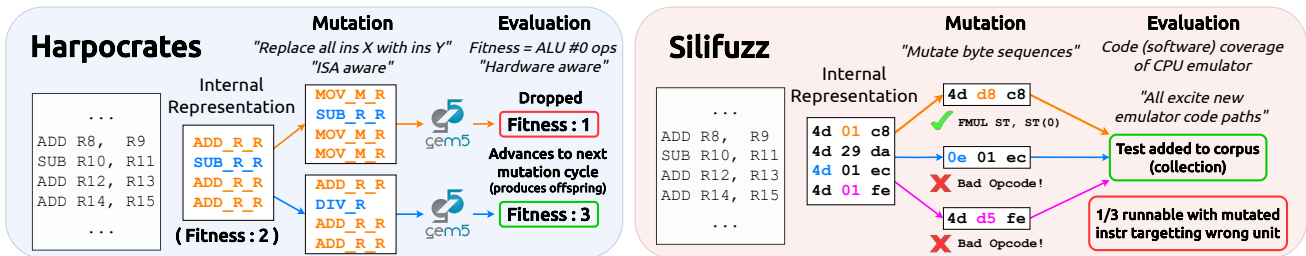 Harpocrates
Mutation
"Replace all ins X with ins Y"
"ISA aware"
Evaluation
Fitness = ALU #0 ops
"Hardware aware"
Internal
Representation
...
ADD R8, R9
SUB R10, R11
ADD R12, R13
ADD R14, R15
...
ADD_R_R
SUB_R_R
ADD_R_R
ADD_R_R
( Fitness : 2 )
MOV_M_R
SUB_R_R
MOV_M_R
MOV_M_R
gem5
Dropped
Fitness : 1
ADD_R_R
DIV_R
ADD_R_R
ADD_R_R
gem5
Advances to next
mutation cycle
(produces offspring)
Fitness : 3
Silifuzz
Mutation
"Mutate byte sequences"
Evaluation
Code (software) coverage
of CPU emulator
"All excite new
emulator code paths"
Internal
Representation
...
ADD R8, R9
SUB R10, R11
ADD R12, R13
ADD R14, R15
...
4d 01 c8
4d 29 da
4d 01 ec
4d 01 fe
4d d8 c8
FMUL ST, ST(0)
0e 01 ec
Bad Opcode!
4d d5 fe
Bad Opcode!
Test added to corpus
(collection)
1/3 runnable with mutated
instr targetting wrong unit